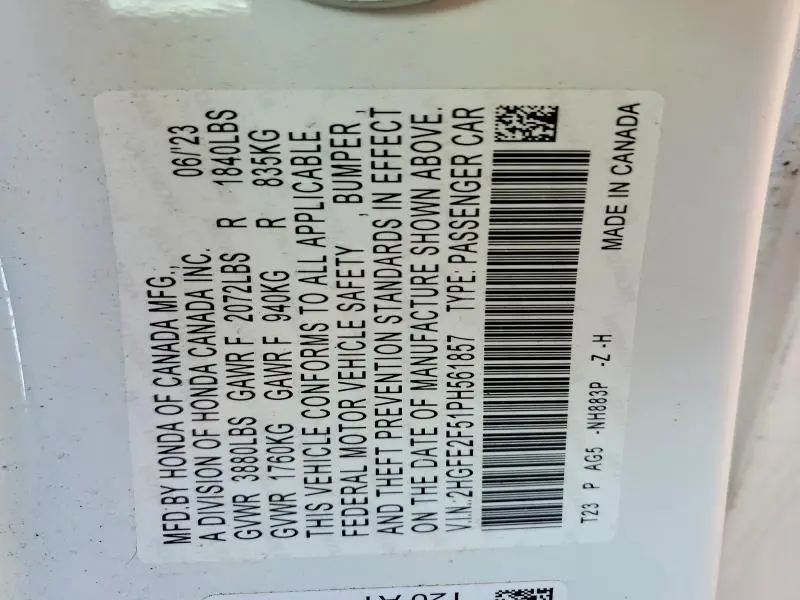 MFD.BY HONDA OF CANADA MFG., 06/'23
A DIVISION OF HONDA CANADA INC.
GVWR 3880LBS GAWR F 2072LBS R 1840LBS
GVWR 1760KG GAWR F 940KG R 835KG
THIS VEHICLE CONFORMS TO ALL APPLICABLE
FEDERAL MOTOR VEHICLE SAFETY , BUMPER ,
AND THEFT PREVENTION STANDARDS IN EFFECT
ON THE DATE OF MANUFACTURE SHOWN ABOVE.
V.I.N.:2HGFE2F51PH561857 TYPE: PASSENGER CAR
T23 P AG5 -NH883P -Z -H MADE IN CANADA